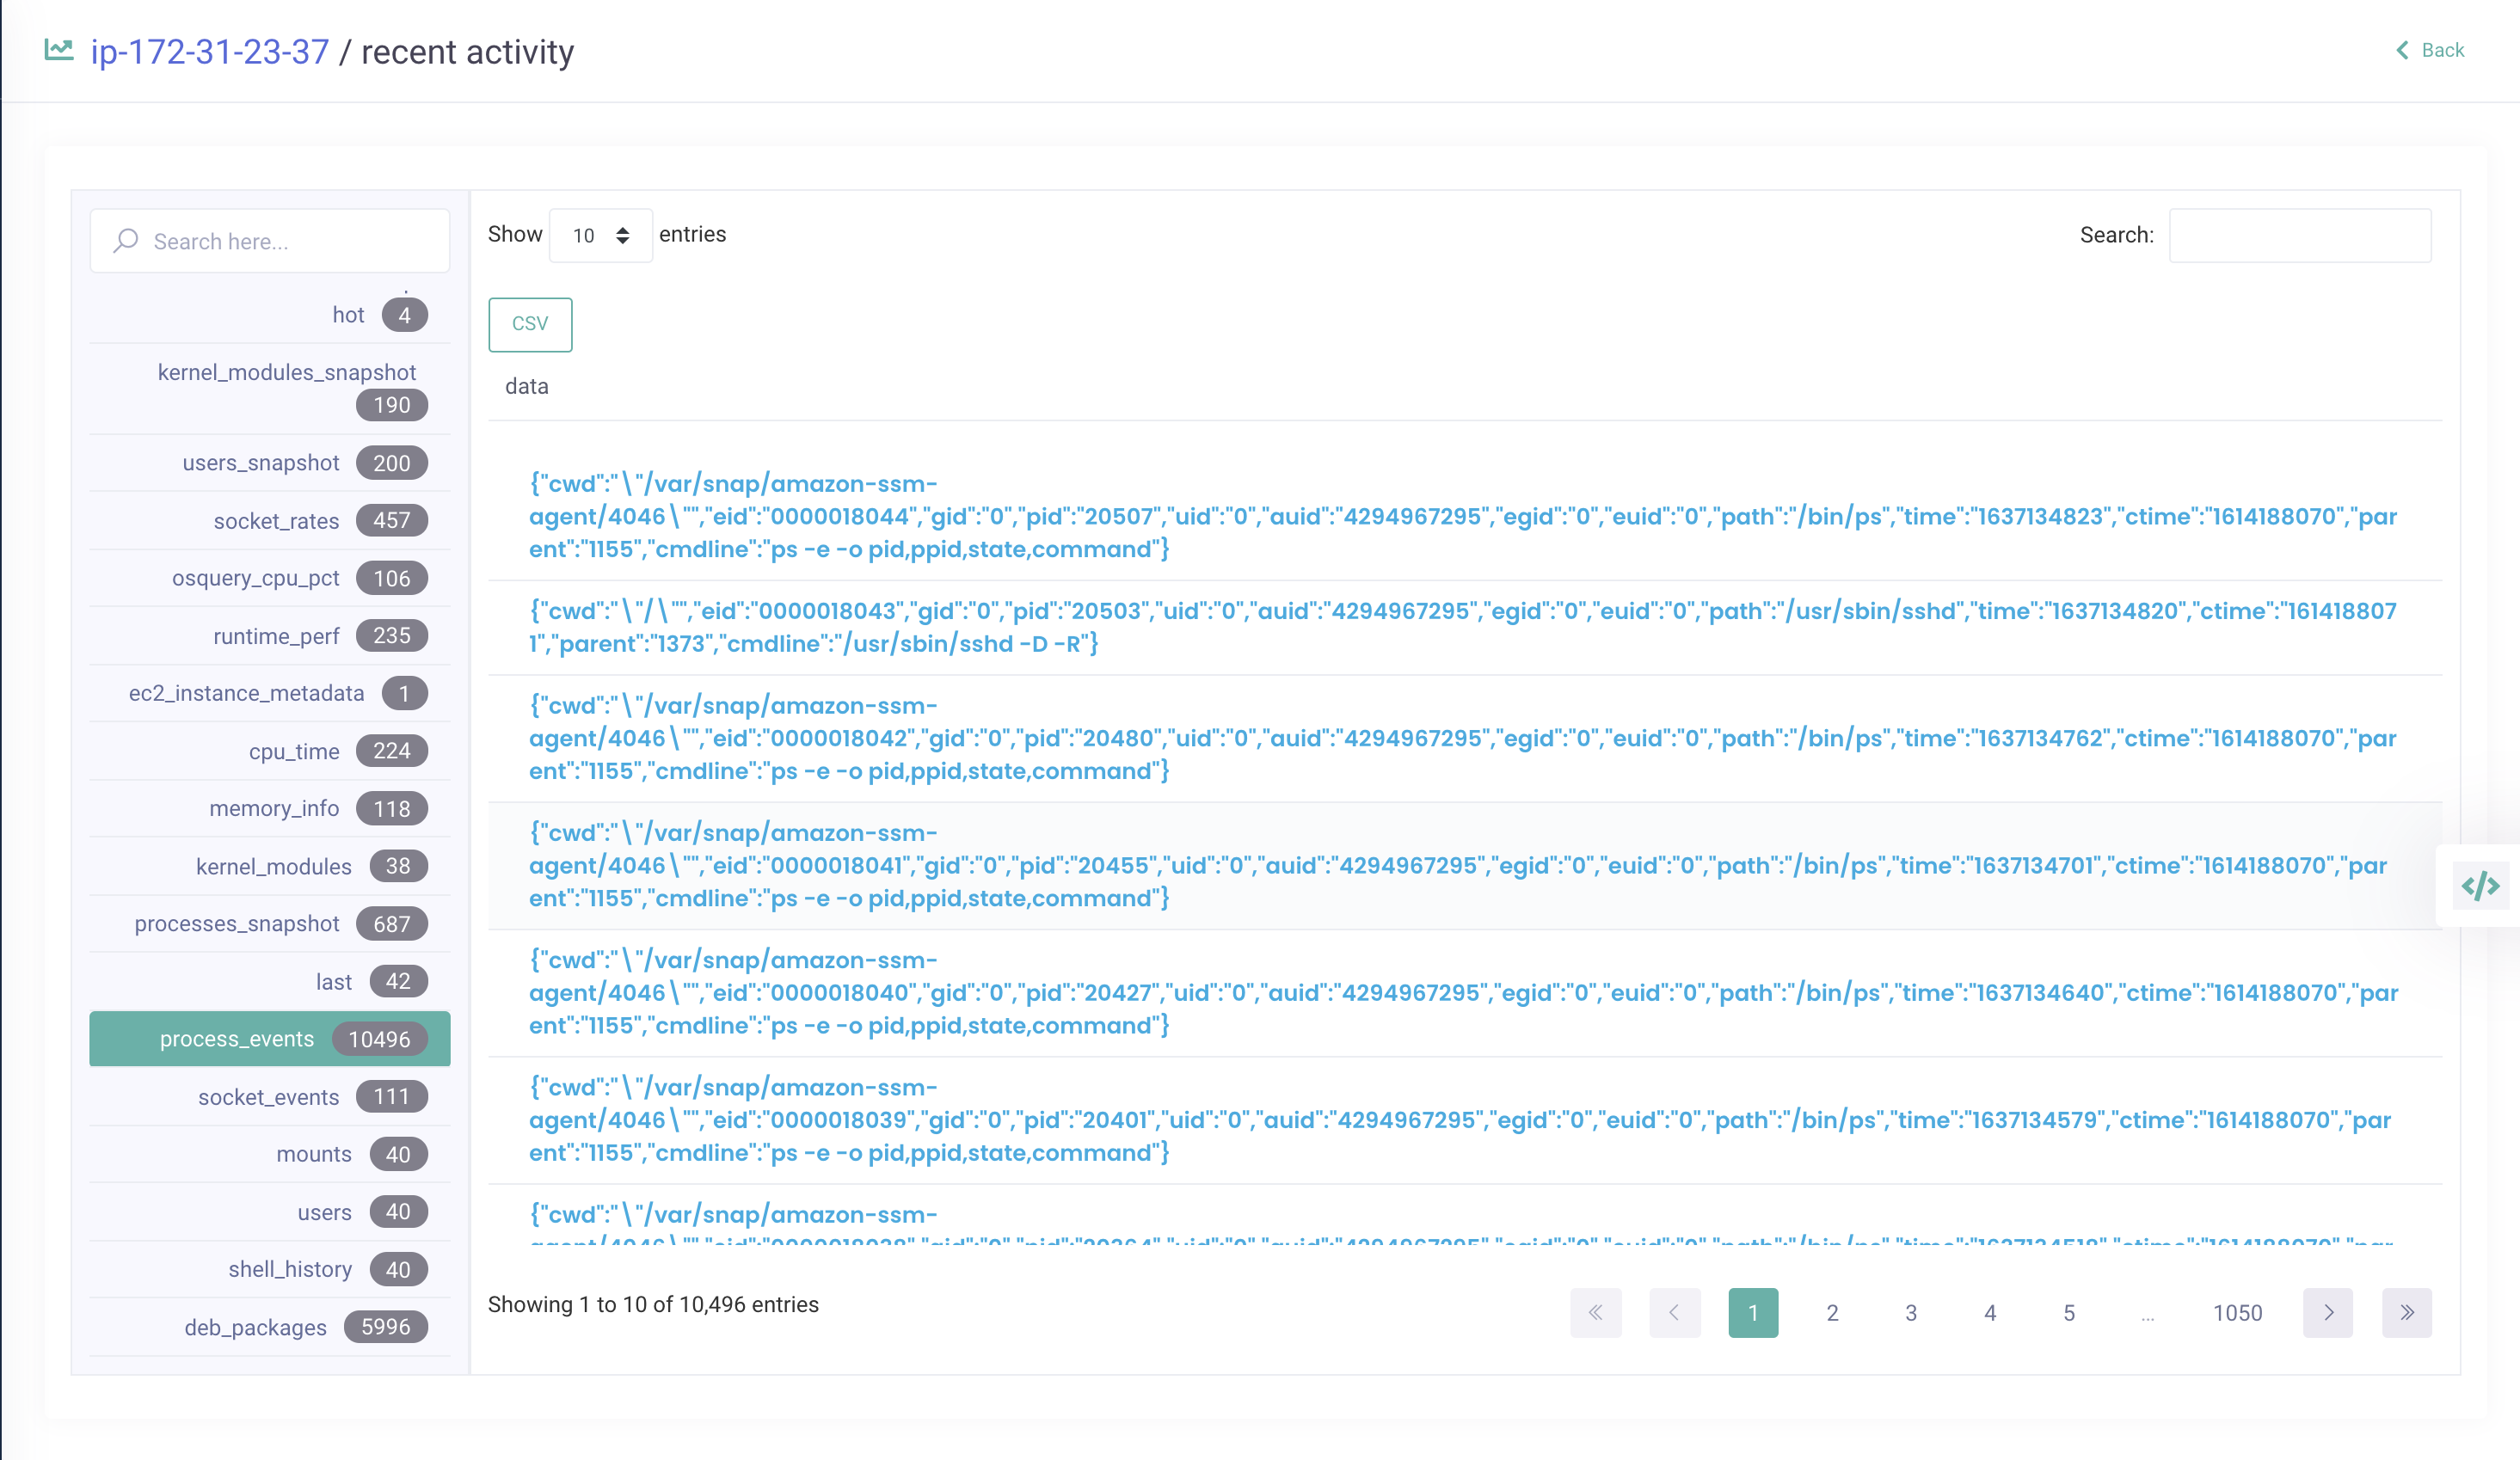 ip-172-31-23-37 / recent activity
Back
Search here...
hot 4
kernel_modules_snapshot
190
users_snapshot 200
socket_rates 457
osquery_cpu_pct 106
runtime_perf 235
ec2_instance_metadata 1
cpu_time 224
memory_info 118
kernel_modules 38
processes_snapshot 687
last 42
process_events 10496
socket_events 111
mounts 40
users 40
shell_history 40
deb_packages 5996
Show 10 entries
Search:
CSV
data
{"cwd":"\"/var/snap/amazon-ssm-
agent/4046\"","eid":"0000018044","gid":"0","pid":"20507","uid":"0","auid":"4294967295","egid":"0","euid":"0","path":"/bin/ps","time":"1637134823","ctime":"1614188070","par
ent":"1155","cmdline":"ps -e -o pid,ppid,state,command"}
{"cwd":"\"/\"","eid":"0000018043","gid":"0","pid":"20503","uid":"0","auid":"4294967295","egid":"0","euid":"0","path":"/usr/sbin/sshd","time":"1637134820","ctime":"161418807
1","parent":"1373","cmdline":"/usr/sbin/sshd -D -R"}
{"cwd":"\"/var/snap/amazon-ssm-
agent/4046\"","eid":"0000018042","gid":"0","pid":"20480","uid":"0","auid":"4294967295","egid":"0","euid":"0","path":"/bin/ps","time":"1637134762","ctime":"1614188070","par
ent":"1155","cmdline":"ps -e -o pid,ppid,state,command"}
{"cwd":"\"/var/snap/amazon-ssm-
agent/4046\"","eid":"0000018041","gid":"0","pid":"20455","uid":"0","auid":"4294967295","egid":"0","euid":"0","path":"/bin/ps","time":"1637134701","ctime":"1614188070","par
ent":"1155","cmdline":"ps -e -o pid,ppid,state,command"}
{"cwd":"\"/var/snap/amazon-ssm-
agent/4046\"","eid":"0000018040","gid":"0","pid":"20427","uid":"0","auid":"4294967295","egid":"0","euid":"0","path":"/bin/ps","time":"1637134640","ctime":"1614188070","par
ent":"1155","cmdline":"ps -e -o pid,ppid,state,command"}
{"cwd":"\"/var/snap/amazon-ssm-
agent/4046\"","eid":"0000018039","gid":"0","pid":"20401","uid":"0","auid":"4294967295","egid":"0","euid":"0","path":"/bin/ps","time":"1637134579","ctime":"1614188070","par
ent":"1155","cmdline":"ps -e -o pid,ppid,state,command"}
{"cwd":"\"/var/snap/amazon-ssm-
Showing 1 to 10 of 10,496 entries
« < 1 2 3 4 5 ... 1050 > »